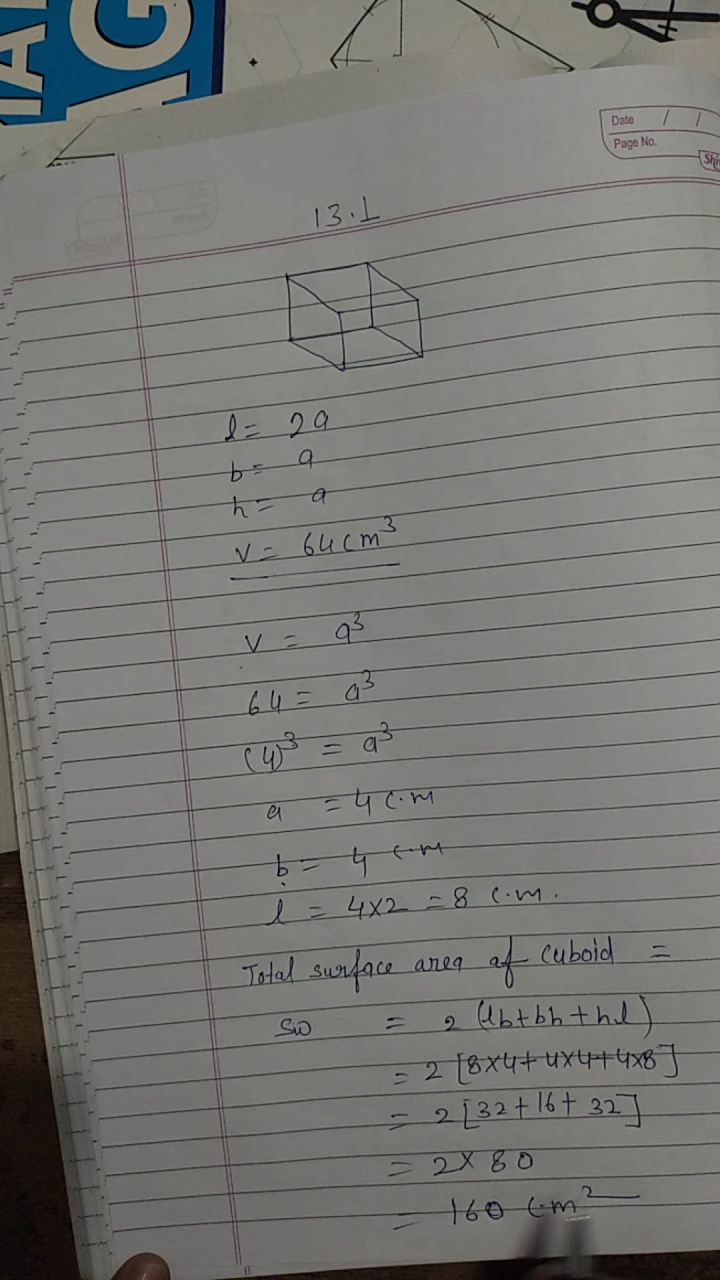 AG
Date / /
Page No.
13.1
l = 2a
b = a
h = a
V = 64 cm³
V = a³
64 = a³
(4)³ = a³
a = 4 c.m
b = 4 c.m
l = 4×2 = 8 c.m.
Total surface area of cuboid =
= 2 (lb+bh+hl)
= 2 [8×4+4×4+4×8]
= 2 [32+16+32]
= 2×80
= 160 cm²